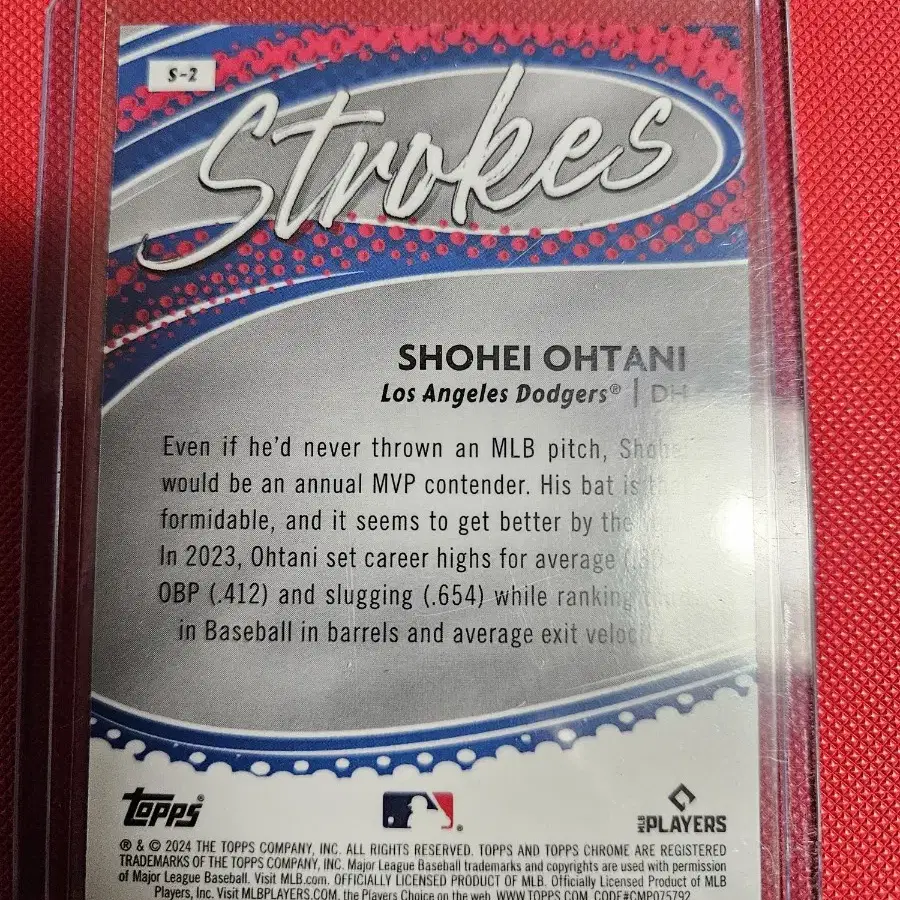 S-2
Strokes
SHOHEI OHTANI
Los Angeles Dodgers® | DH
Even if he'd never thrown an MLB pitch, Shohei
would be an annual MVP contender. His bat is that
formidable, and it seems to get better by the
In 2023, Ohtani set career highs for average
OBP (.412) and slugging (.654) while ranking
in Baseball in barrels and average exit velocity
topps®
MLB PLAYERS
® & © 2024 THE TOPPS COMPANY, INC. ALL RIGHTS RESERVED. TOPPS AND TOPPS CHROME ARE REGISTERED
TRADEMARKS OF THE TOPPS COMPANY, INC. Major League Baseball trademarks and copyrights are used with permission
of Major League Baseball. Visit MLB.com. OFFICIALLY LICENSED PRODUCT OF MLB. Officially Licensed Product of MLB
Players, Inc. Visit MLBPLAYERS.COM, the Players Choice on the web. WWW.TOPPS.COM. CODE#CMP075792